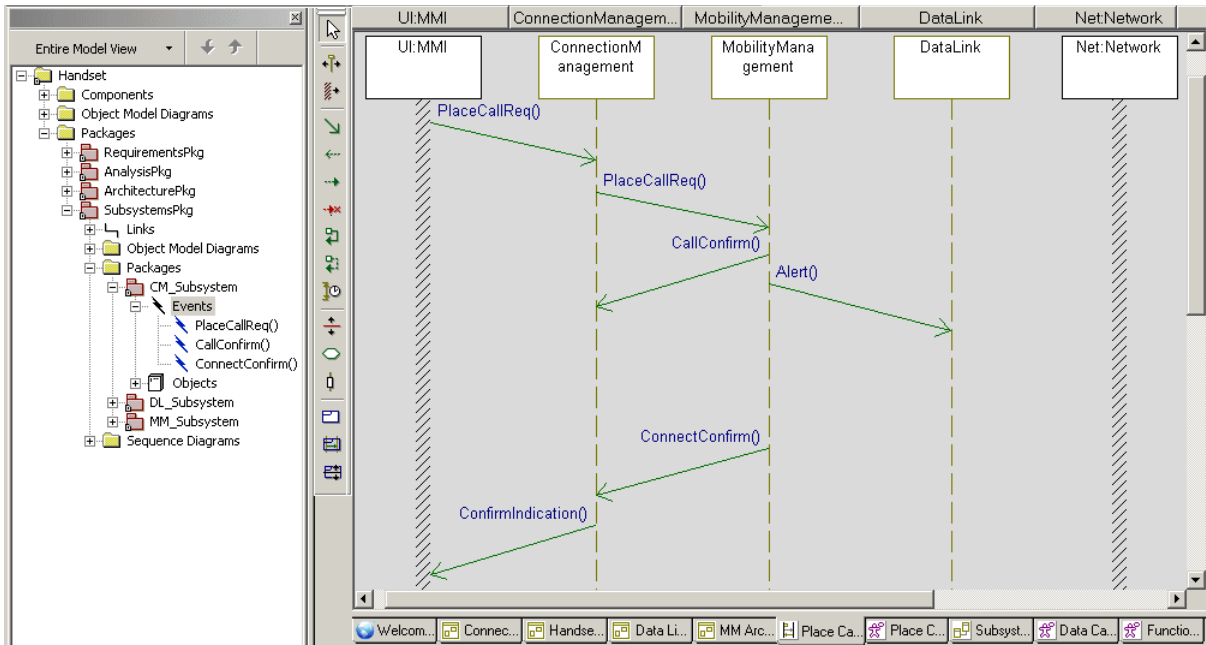 Entire Model View
Handset
Components
Object Model Diagrams
Packages
RequirementsPkg
AnalysisPkg
ArchitecturePkg
SubsystemsPkg
Links
Object Model Diagrams
Packages
CM_Subsystem
Events
PlaceCallReq()
CallConfirm()
ConnectConfirm()
Objects
DL_Subsystem
MM_Subsystem
Sequence Diagrams
UI:MMI
ConnectionManagem...
MobilityManageme...
DataLink
Net:Network
UI:MMI
ConnectionM
anagement
MobilityMana
gement
DataLink
Net:Network
PlaceCallReq()
PlaceCallReq()
CallConfirm()
Alert()
ConnectConfirm()
ConfirmIndication()
Welcom...
Connec...
Handse...
Data Li...
MM Arc...
Place Ca...
Place C...
Subsyst...
Data Ca...
Functio...